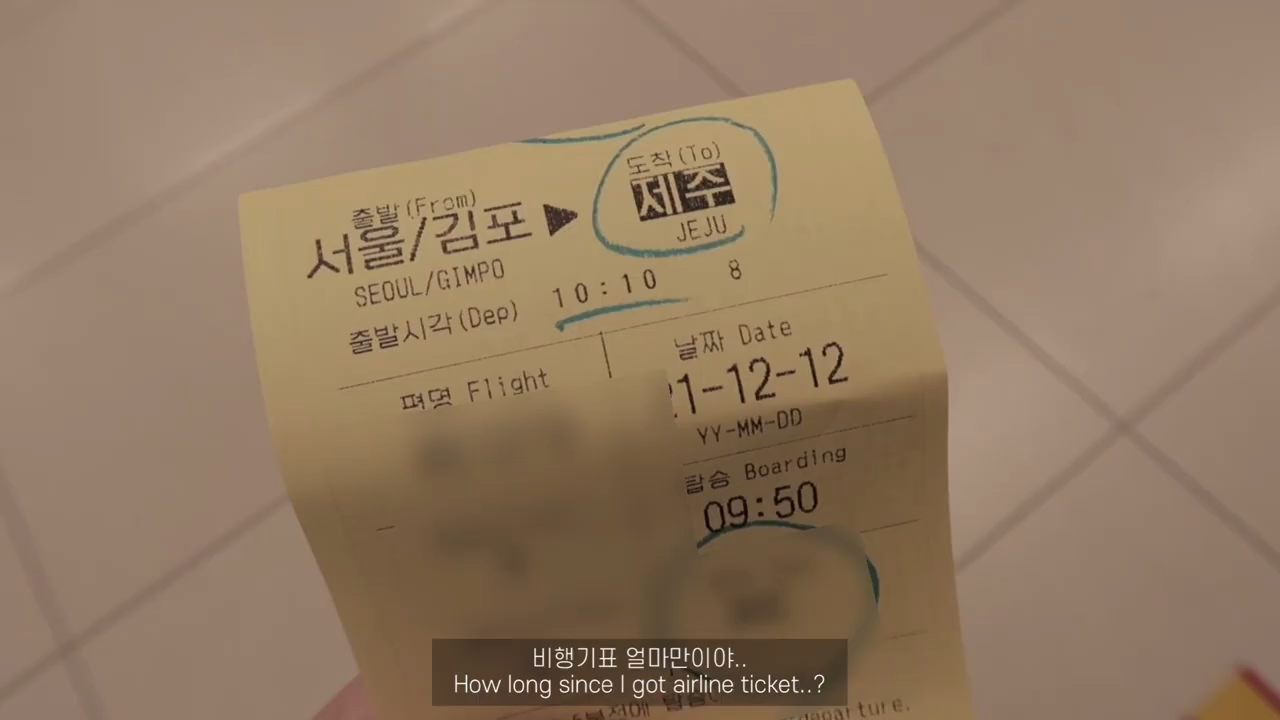 출발(From)
서울/김포 ▶
SEOUL/GIMPO
도착(To)
제주
JEJU
출발시각(Dep) 10:10 8
편명 Flight
날짜 Date
1-12-12
YY-MM-DD
탑승 Boarding
09:50
비행기표 얼마만이야..
How long since I got airline ticket..?